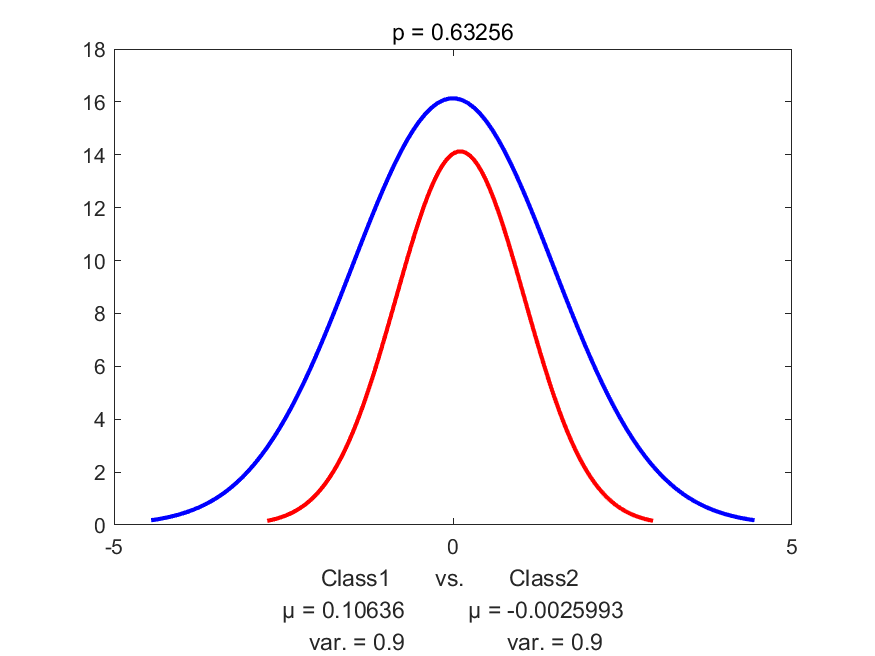 p = 0.63256
18
16
14
12
10
8
6
4
2
0
-5 0 5
Class1 vs. Class2
μ = 0.10636 μ = -0.0025993
var. = 0.9 var. = 0.9